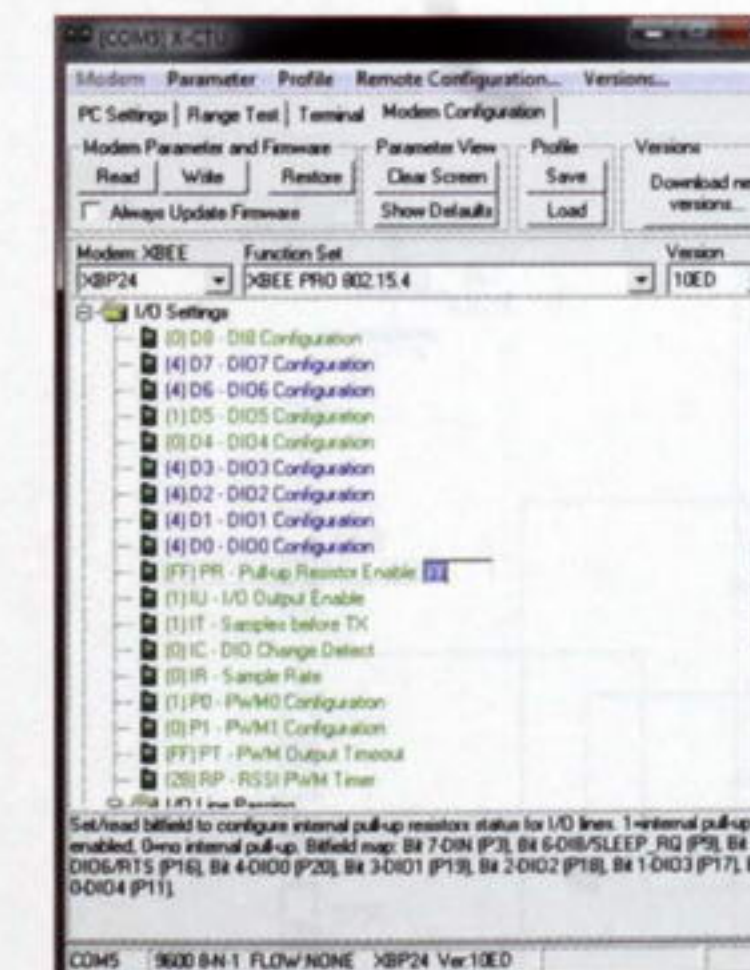 [COM5] X-CTU
Modem Parameter Profile Remote Configuration... Versions...
PC Settings Range Test Terminal Modem Configuration
Modem Parameter and Firmware Parameter View Profile Versions
Read Write Restore Clear Screen Save Download new
Always Update Firmware Show Defaults Load versions...
Modem: XBEE Function Set Version
XBP24 XBEE PRO 802.15.4 10ED
I/O Settings
(0) D8 - DI8 Configuration
(4) D7 - DIO7 Configuration
(4) D6 - DIO6 Configuration
(1) D5 - DIO5 Configuration
(0) D4 - DIO4 Configuration
(4) D3 - DIO3 Configuration
(4) D2 - DIO2 Configuration
(4) D1 - DIO1 Configuration
(4) D0 - DIO0 Configuration
(FF) PR - Pull-up Resistor Enable FF
(1) IU - I/O Output Enable
(1) IT - Samples before TX
(0) IC - DIO Change Detect
(0) IR - Sample Rate
(1) P0 - PWM0 Configuration
(0) P1 - PWM1 Configuration
(FF) PT - PWM Output Timeout
(28) RP - RSSI PWM Timer
I/O Line Passing
Set/read bitfield to configure internal pull-up resistors status for I/O lines. 1=internal pull-up
enabled, 0=no internal pull-up. Bitfield map: Bit 7-DIN (P3), Bit 6-DI8/SLEEP_RQ (P9), Bit
DIO6/RTS (P16), Bit 4-DIO0 (P20), Bit 3-DIO1 (P19), Bit 2-DIO2 (P18), Bit 1-DIO3 (P17),
0-DIO4 (P11).
COM5 9600 8-N-1 FLOW:NONE XBP24 Ver:10ED